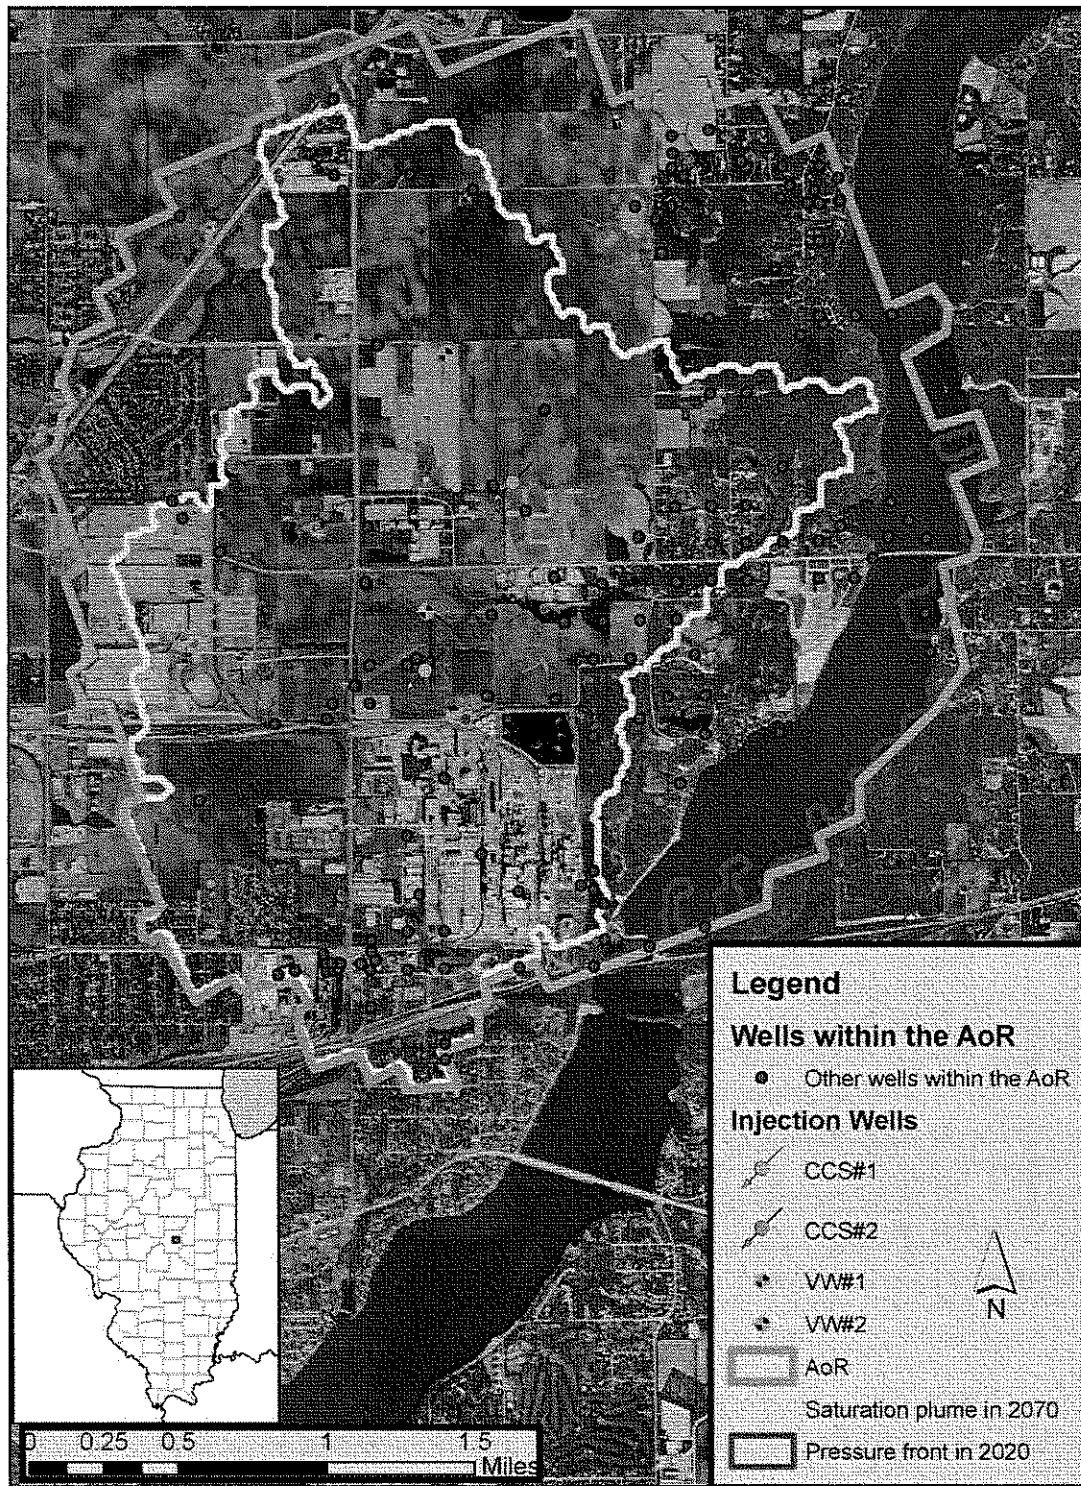 Legend
Wells within the AoR
Other wells within the AoR
Injection Wells
CCS#1
CCS#2
VW#1
VW#2
AoR
Saturation plume in 2070
Pressure front in 2020
N
0 0.25 0.5 1 1.5
Miles